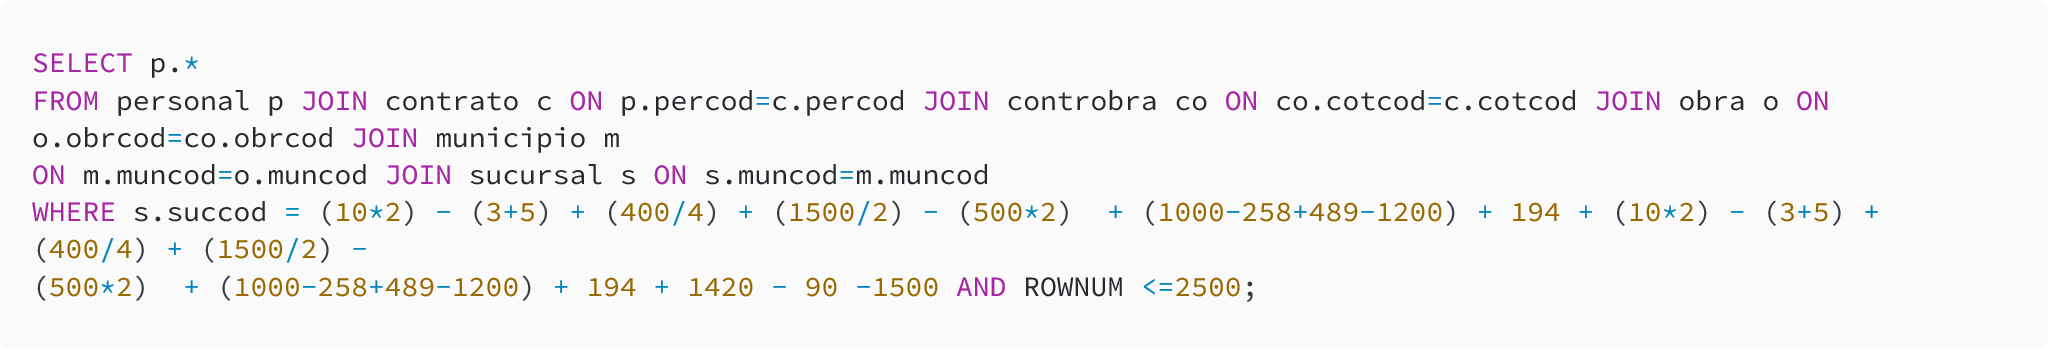 SELECT p.*
FROM personal p JOIN contrato c ON p.percod=c.percod JOIN controbra co ON co.cotcod=c.cotcod JOIN obra o ON
o.obrcod=co.obrcod JOIN municipio m
ON m.muncod=o.muncod JOIN sucursal s ON s.muncod=m.muncod
WHERE s.succod = (10*2) - (3+5) + (400/4) + (1500/2) - (500*2)  + (1000-258+489-1200) + 194 + (10*2) - (3+5) +
(400/4) + (1500/2) -
(500*2)  + (1000-258+489-1200) + 194 + 1420 - 90 -1500 AND ROWNUM <=2500;